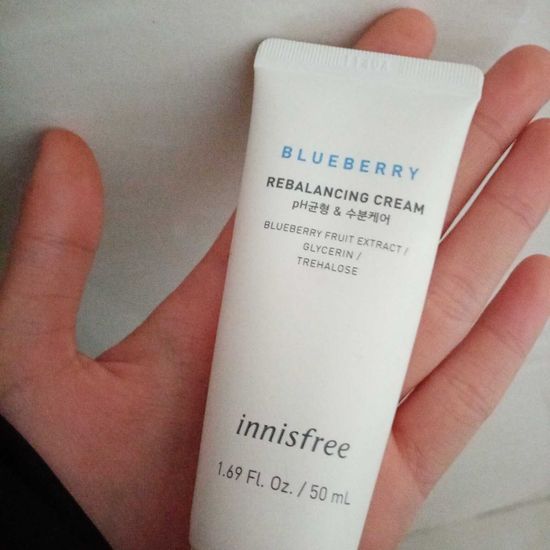 BLUEBERRY
REBALANCING CREAM
pH균형 & 수분케어
BLUEBERRY FRUIT EXTRACT /
GLYCERIN /
TREHALOSE
innisfree
1.69 Fl. Oz. / 50 mL